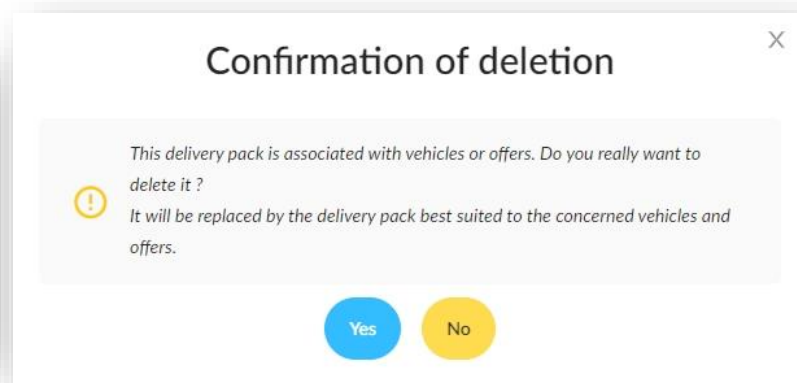 Confirmation of deletion
This delivery pack is associated with vehicles or offers. Do you really want to
delete it ?
It will be replaced by the delivery pack best suited to the concerned vehicles and
offers.
Yes
No